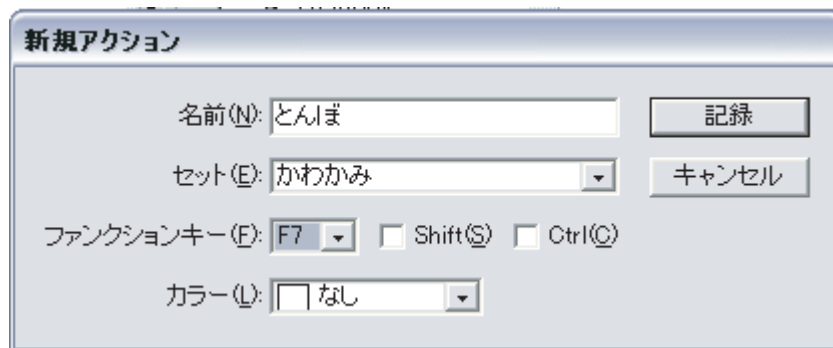 新規アクション
名前(N): とんぼ 記録
セット(E): かわかみ キャンセル
ファンクションキー(F): F7 Shift(S) Ctrl(C)
カラー(L): なし